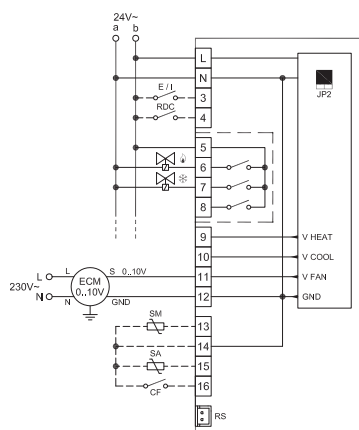 24V~
a b
L
N
JP2
E / I
3
RDC
4
5
6
7
8
9 V HEAT
10 V COOL
L L S 0..10V 11 V FAN
ECM
0..10V
230V~
N N GND 12 GND
SM
13
14
SA
15
CF
16
RS